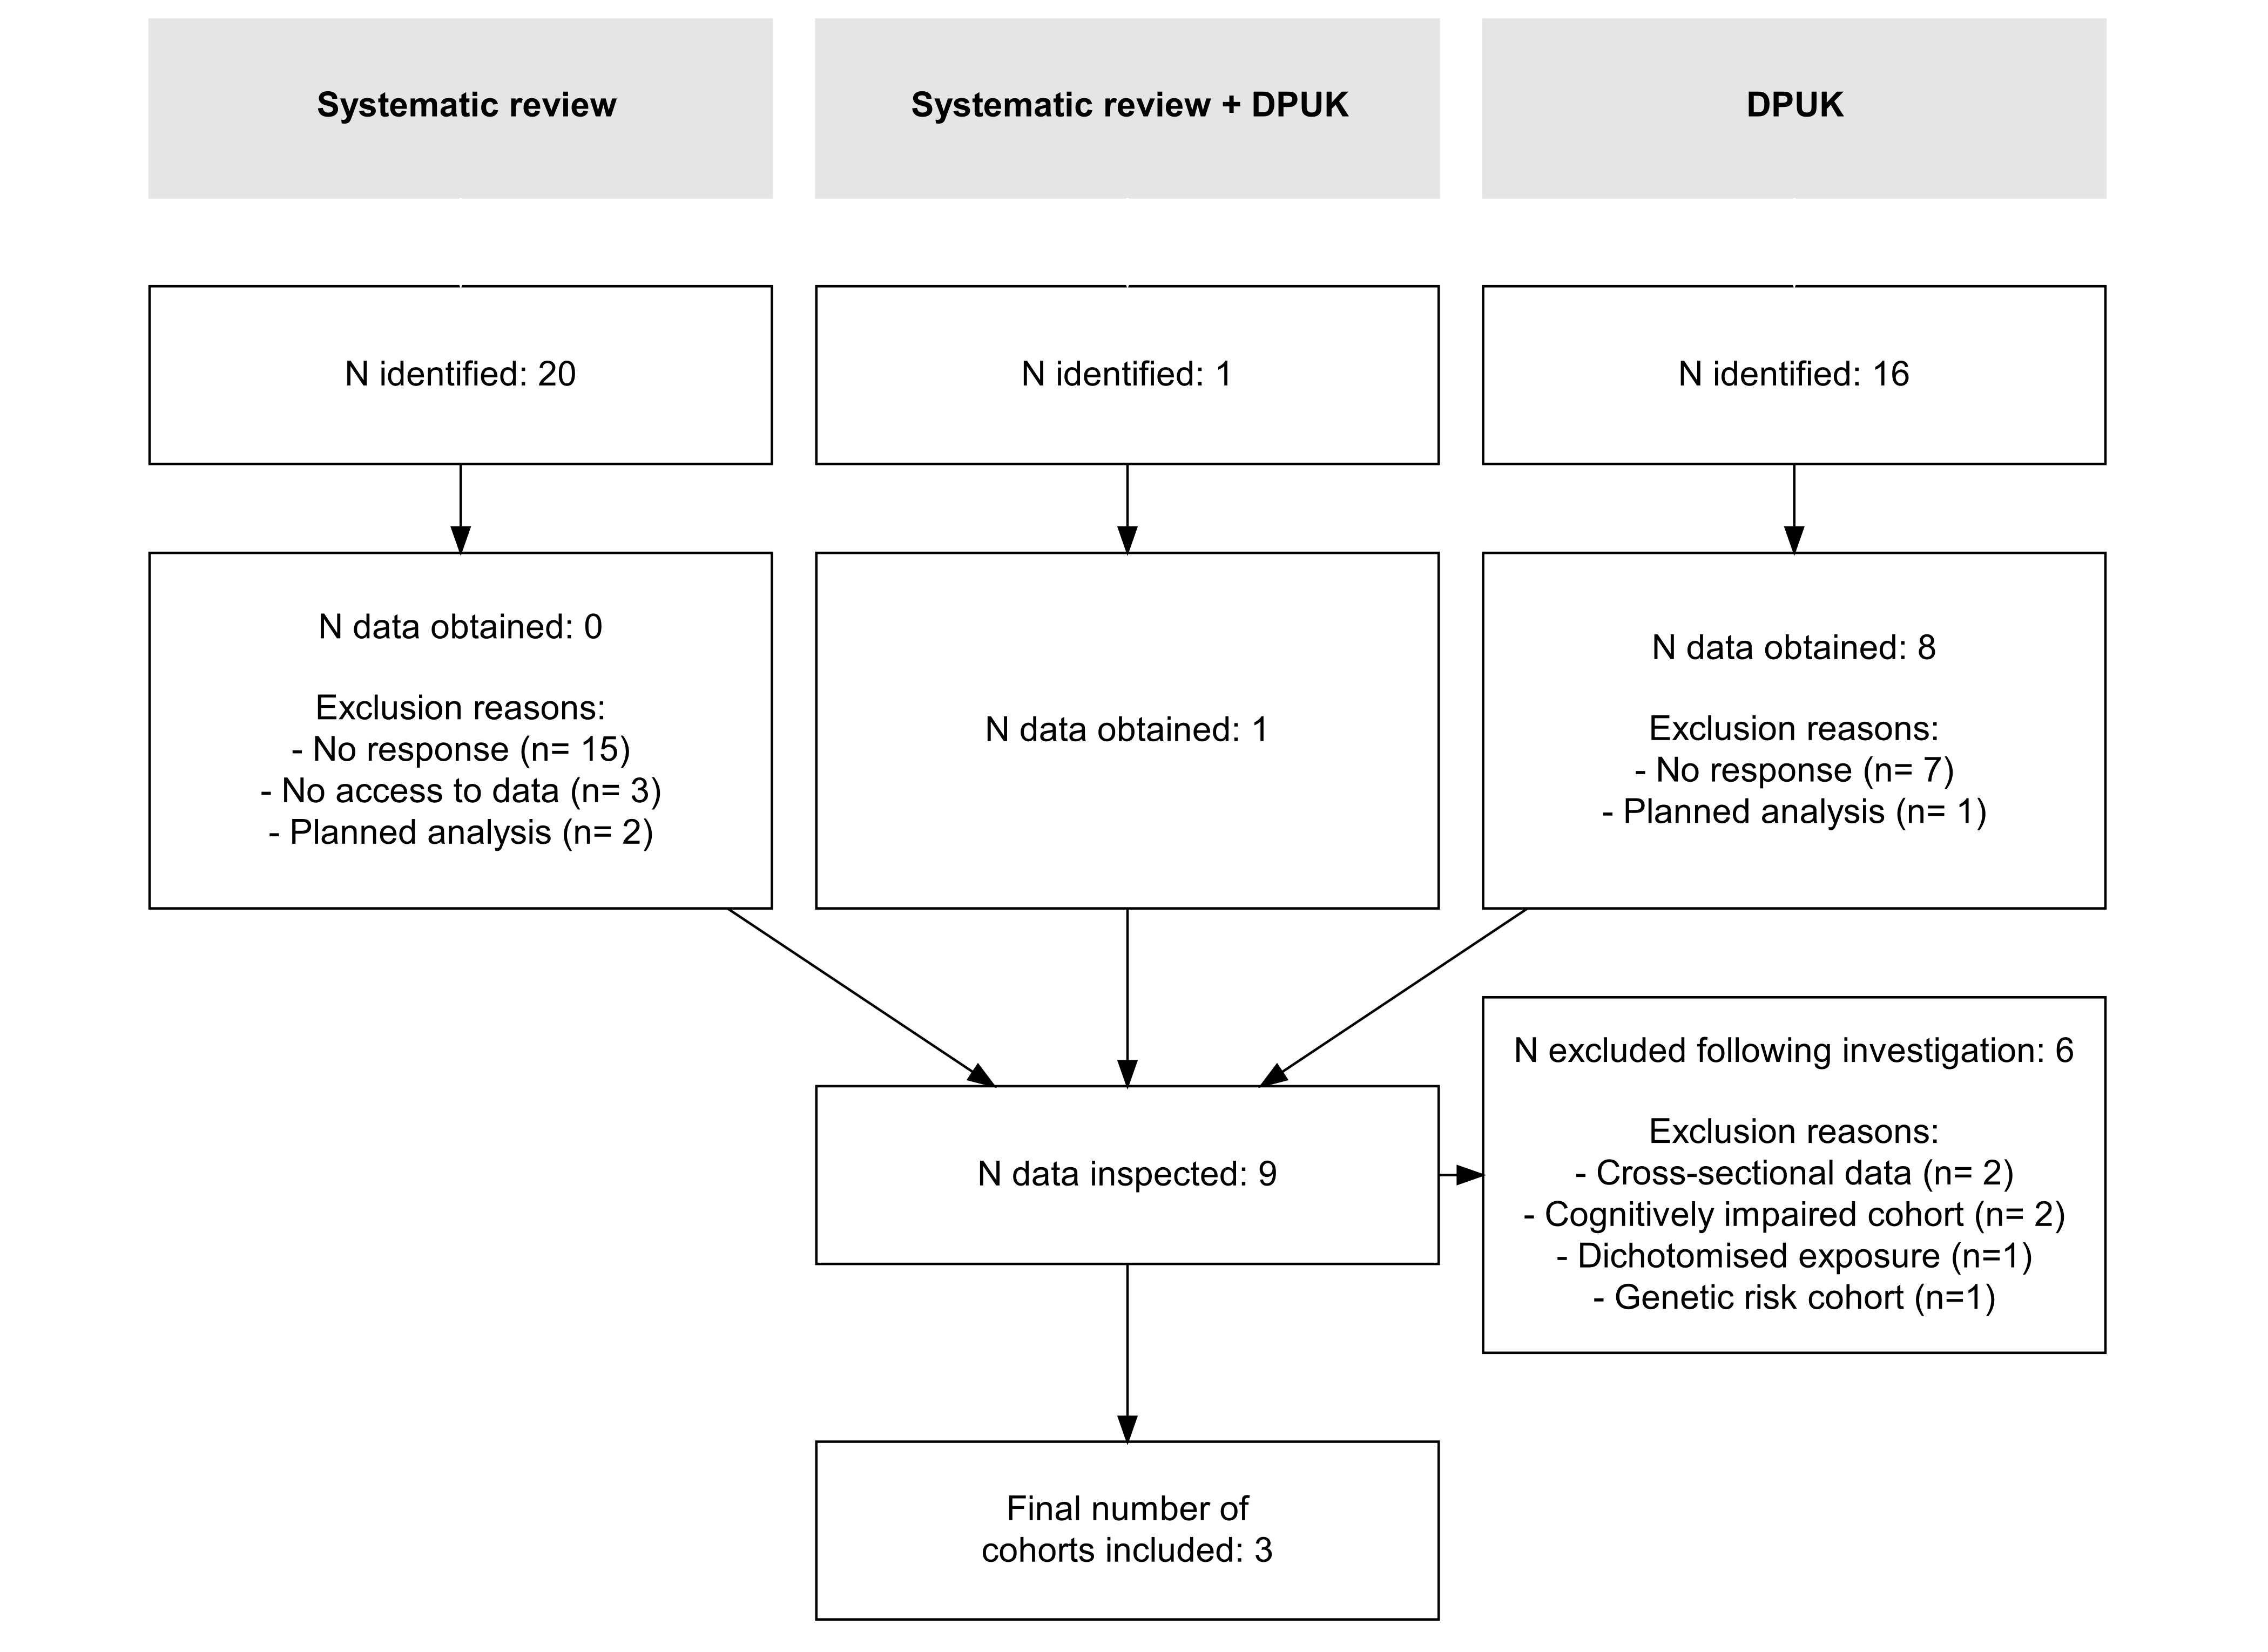 Systematic review
Systematic review + DPUK
DPUK
N identified: 20
N identified: 1
N identified: 16
N data obtained: 0
Exclusion reasons:
- No response (n= 15)
- No access to data (n= 3)
- Planned analysis (n= 2)
N data obtained: 1
N data obtained: 8
Exclusion reasons:
- No response (n= 7)
- Planned analysis (n= 1)
N data inspected: 9
N excluded following investigation: 6
Exclusion reasons:
- Cross-sectional data (n= 2)
- Cognitively impaired cohort (n= 2)
- Dichotomised exposure (n=1)
- Genetic risk cohort (n=1)
Final number of
cohorts included: 3